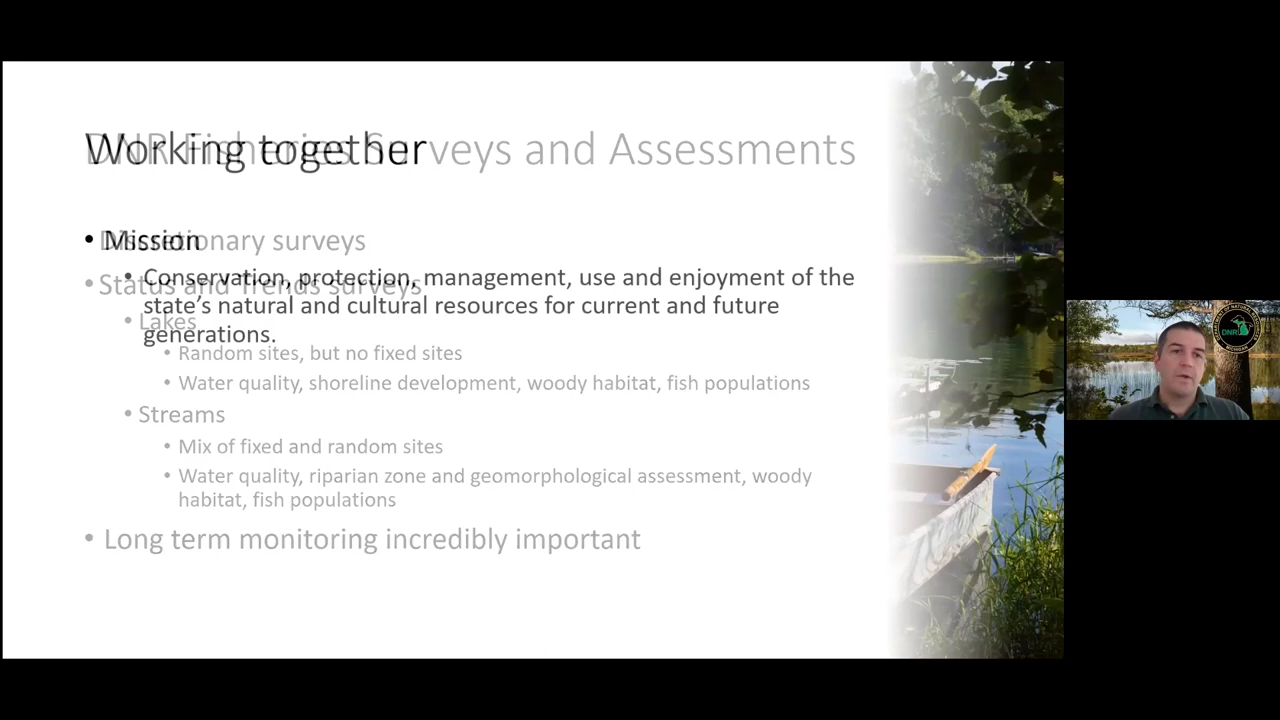 DNR Fisheries Surveys and Assessments
Working together
• Discretionary surveys
• Mission
• Status and trends surveys
• Conservation, protection, management, use and enjoyment of the
state's natural and cultural resources for current and future
generations.
• Lakes
• Random sites, but no fixed sites
• Water quality, shoreline development, woody habitat, fish populations
• Streams
• Mix of fixed and random sites
• Water quality, riparian zone and geomorphological assessment, woody
habitat, fish populations
• Long term monitoring incredibly important
DNR